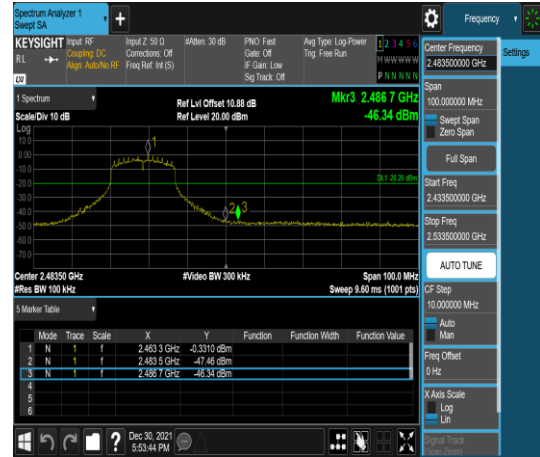 Spectrum Analyzer 1
Swept SA
+
Frequency
KEYSIGHT
RL
Input: RF
Coupling: DC
Align: Auto/No RF
Input Z: 50 Ω
Corrections: Off
Freq Ref: Int (S)
#Atten: 30 dB
PNO: Fast
Gate: Off
IF Gain: Low
Sig Track: Off
Avg Type: Log-Power
Trig: Free Run
1 2 3 4 5 6
M W W W W W
P N N N N N
1 Spectrum
Scale/Div 10 dB
Ref Lvl Offset 10.88 dB
Ref Level 20.00 dBm
Mkr3 2.486 7 GHz
-46.34 dBm
Log
10.0
0.00
-10.0
-20.0
-30.0
-40.0
-50.0
-60.0
-70.0
1
2
3
Center 2.48350 GHz
#Res BW 100 kHz
#Video BW 300 kHz
Span 100.0 MHz
Sweep 9.60 ms (1001 pts)
5 Marker Table
Mode Trace Scale X Y Function Function Width Function Value
1 N 1 f 2.463 3 GHz -0.3310 dBm
2 N 1 f 2.483 5 GHz -47.46 dBm
3 N 1 f 2.486 7 GHz -46.34 dBm
4
5
6
?
Dec 30, 2021
5:53:44 PM
Settings
Center Frequency
2.483500000 GHz
Span
100.000000 MHz
Swept Span
Zero Span
Full Span
Start Freq
2.433500000 GHz
Stop Freq
2.533500000 GHz
AUTO TUNE
CF Step
10.000000 MHz
Auto
Man
Freq Offset
0 Hz
X Axis Scale
Log
Lin
Signal Track